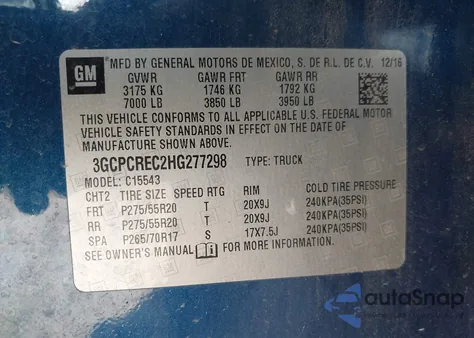 GM
MFD BY GENERAL MOTORS DE MEXICO, S. DE R.L. DE C.V. 12/16
GVWR GAWR FRT GAWR RR
3175 KG 1746 KG 1792 KG
7000 LB 3850 LB 3950 LB
THIS VEHICLE CONFORMS TO ALL APPLICABLE U.S. FEDERAL MOTOR
VEHICLE SAFETY STANDARDS IN EFFECT ON THE DATE OF
MANUFACTURE SHOWN ABOVE.
3GCPCREC2HG277298 TYPE: TRUCK
MODEL: C15543
CHT2 TIRE SIZE SPEED RTG RIM COLD TIRE PRESSURE
FRT P275/55R20 T 20X9J 240KPA(35PSI)
RR P275/55R20 T 20X9J 240KPA(35PSI)
SPA P265/70R17 S 17X7.5J 240KPA(35PSI)
SEE OWNER'S MANUAL FOR MORE INFORMATION.
autoSnap